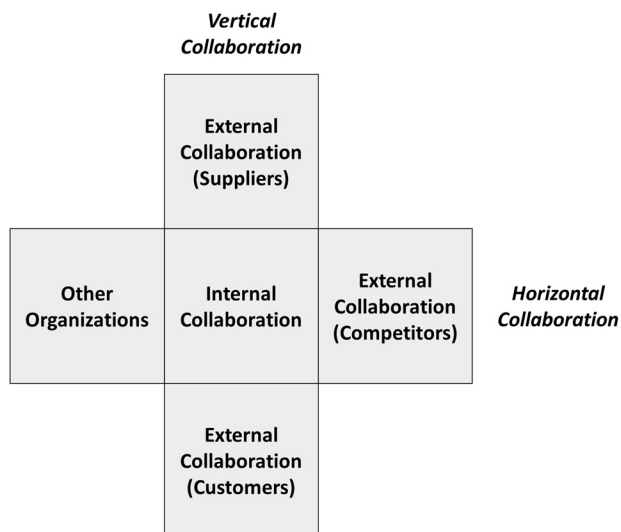 Vertical
Collaboration
External
Collaboration
(Suppliers)
Other
Organizations
Internal
Collaboration
External
Collaboration
(Competitors)
Horizontal
Collaboration
External
Collaboration
(Customers)